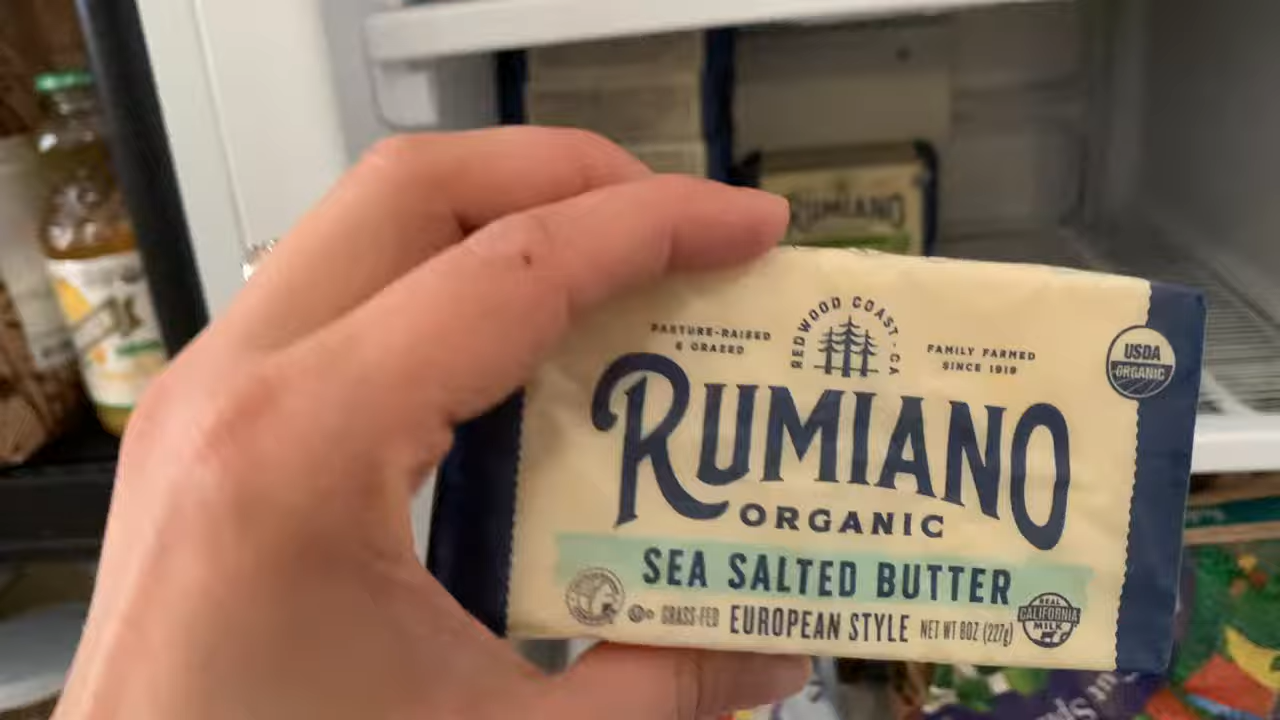 RUMIANO
REDWOOD COAST · CA
PASTURE-RAISED
& GRAZED
FAMILY FARMED
SINCE 1919
USDA
ORGANIC
RUMIANO
ORGANIC
SEA SALTED BUTTER
GRASS-FED EUROPEAN STYLE NET WT 8OZ (227g)
REAL
CALIFORNIA
MILK